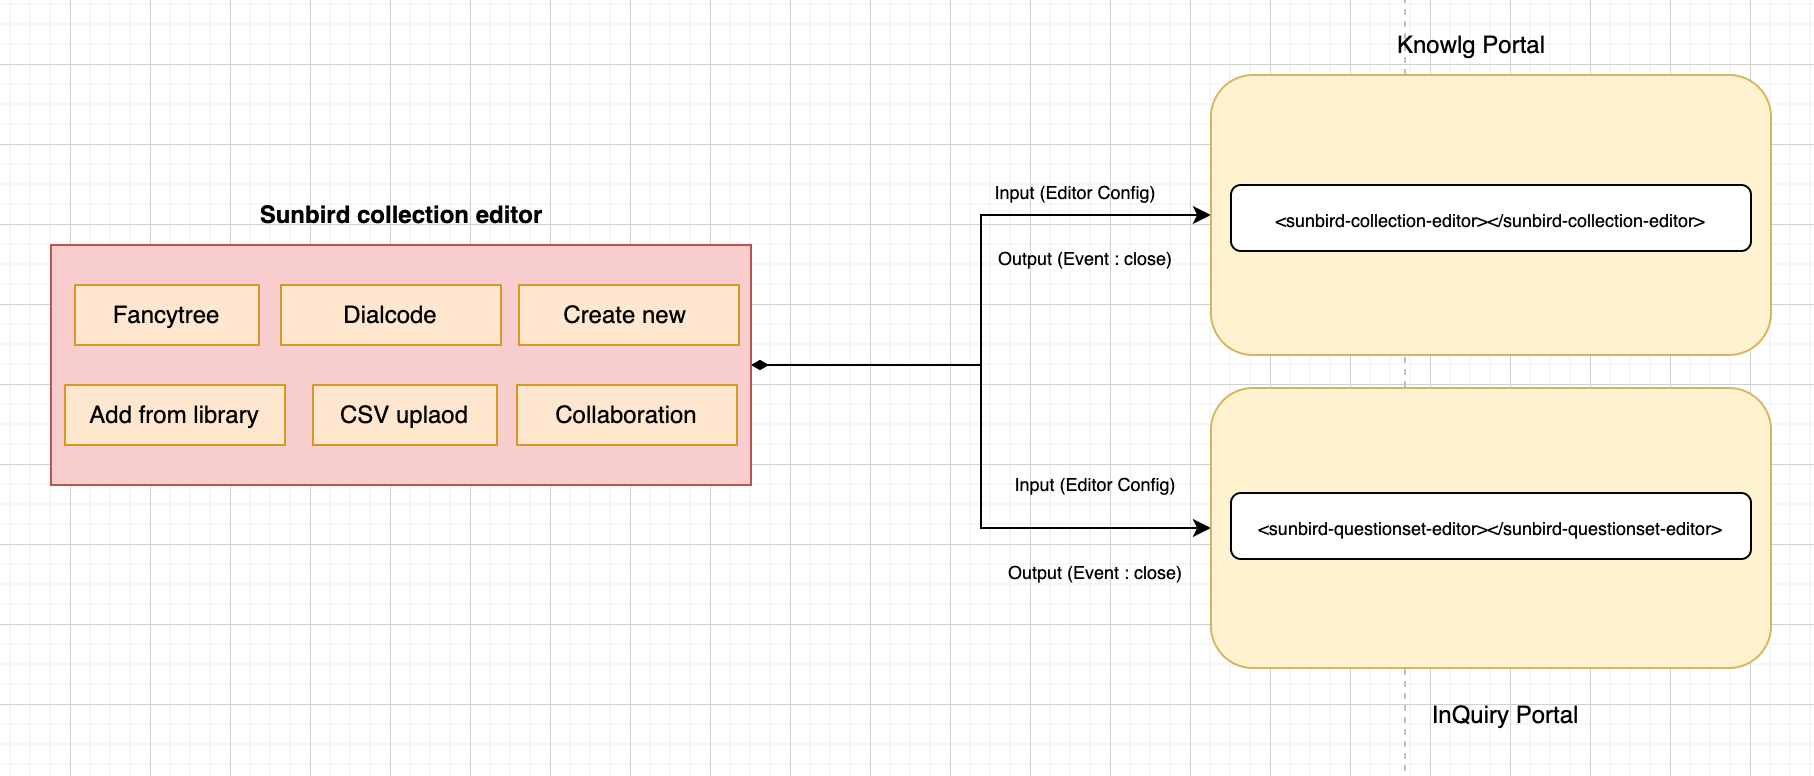 Knowlg Portal
Sunbird collection editor
Fancytree
Dialcode
Create new
Add from library
CSV uplaod
Collaboration
Input (Editor Config)
Output (Event : close)
<sunbird-collection-editor></sunbird-collection-editor>
Input (Editor Config)
Output (Event : close)
<sunbird-questionset-editor></sunbird-questionset-editor>
InQuiry Portal